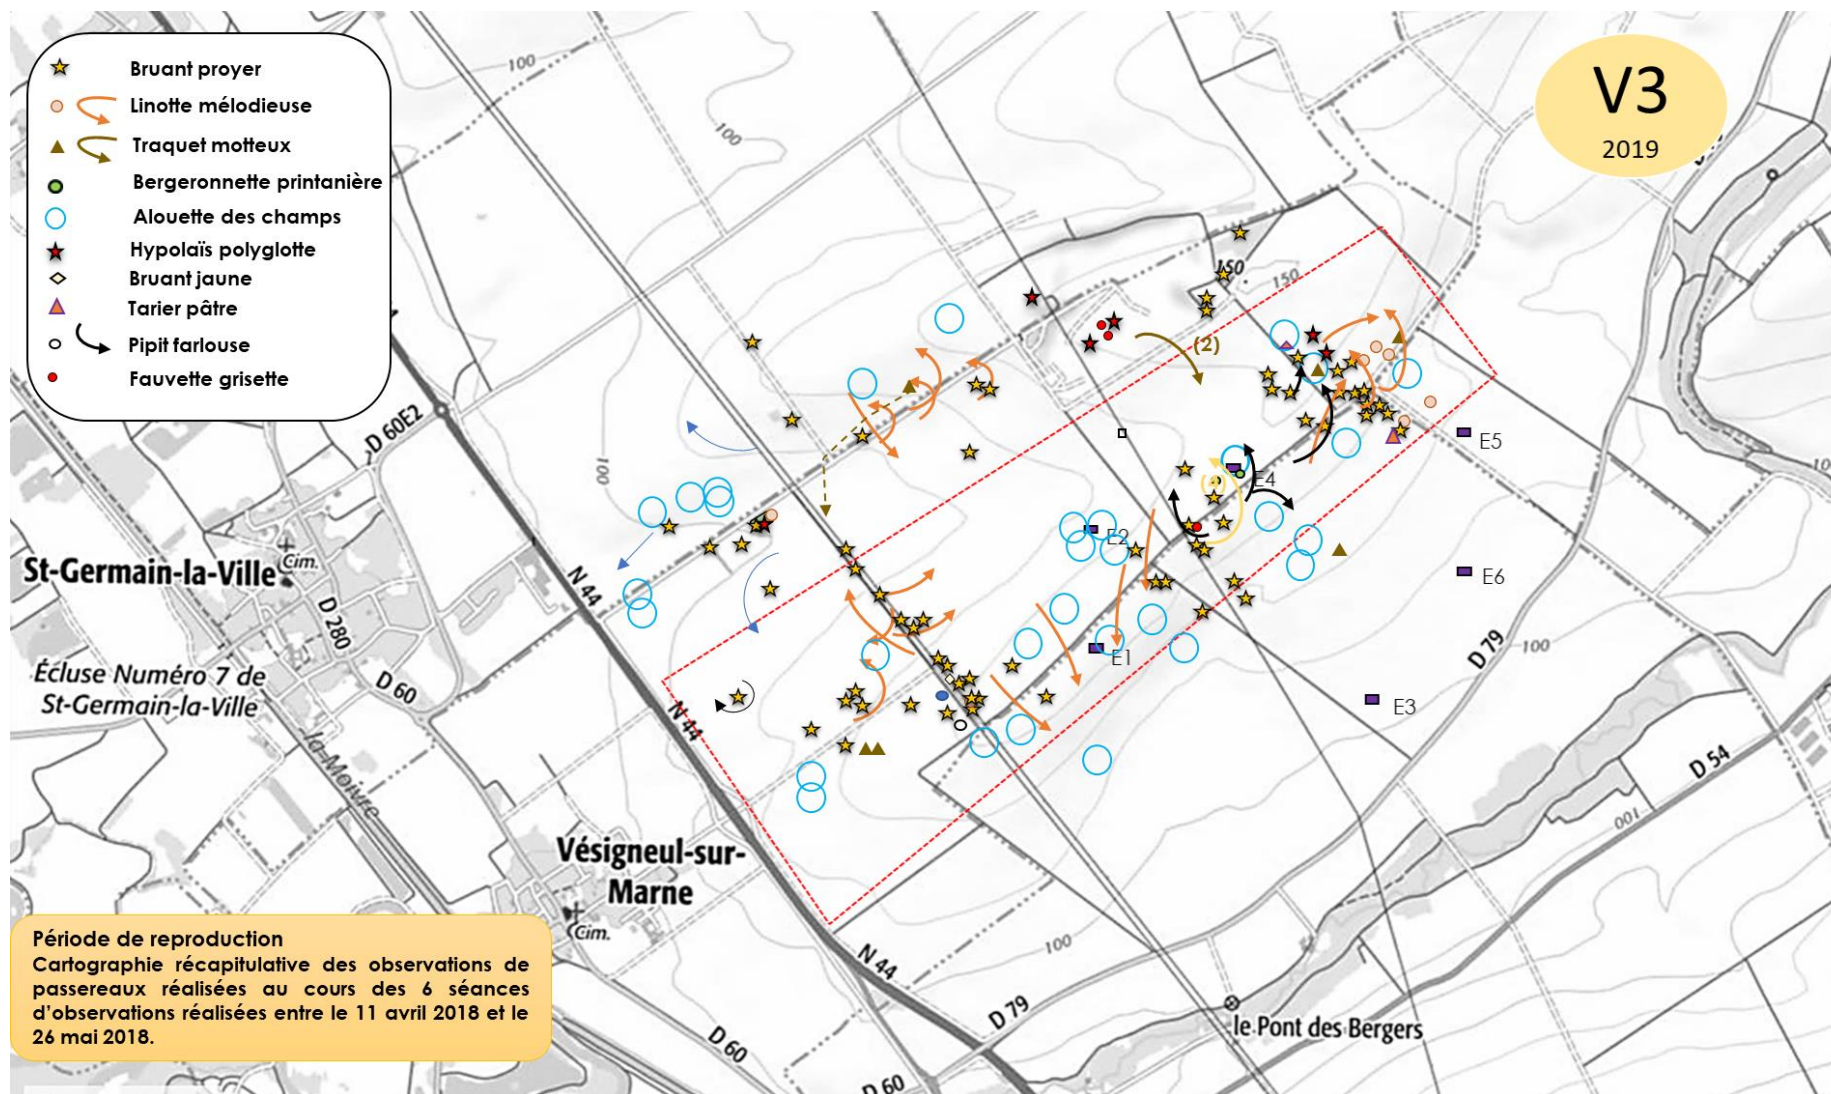 Bruant proyer
Linotte mélodieuse
Traquet motteux
Bergeronnette printanière
Alouette des champs
Hypolaïs polyglotte
Bruant jaune
Tarier pâtre
Pipit farlouse
Fauvette grisette
V3
2019
100
100
150
150
(2)
D 60E2
100
E5
E4
E2
St-Germain-la-Ville
Cim.
N 44
D 280
E6
Écluse Numéro 7 de
St-Germain-la-Ville
D 60
E1
D 79
100
N 44
E3
la Moivre
D 54
100
Vésigneul-sur-
Marne
Cim.
N 44
100
Période de reproduction
Cartographie récapitulative des observations de
passereaux réalisées au cours des 6 séances
d'observations réalisées entre le 11 avril 2018 et le
26 mai 2018.
D 79
le Pont des Bergers
D 60
D 60